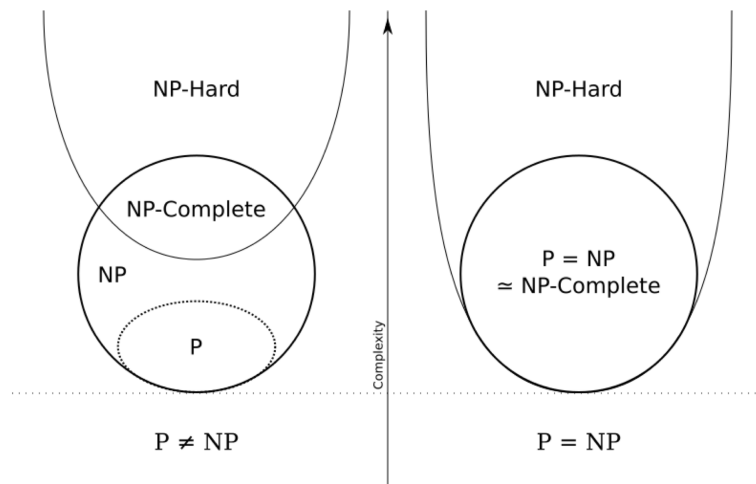 NP-Hard
NP-Complete
NP
P
P ≠ NP
Complexity
NP-Hard
P = NP
≃ NP-Complete
P = NP